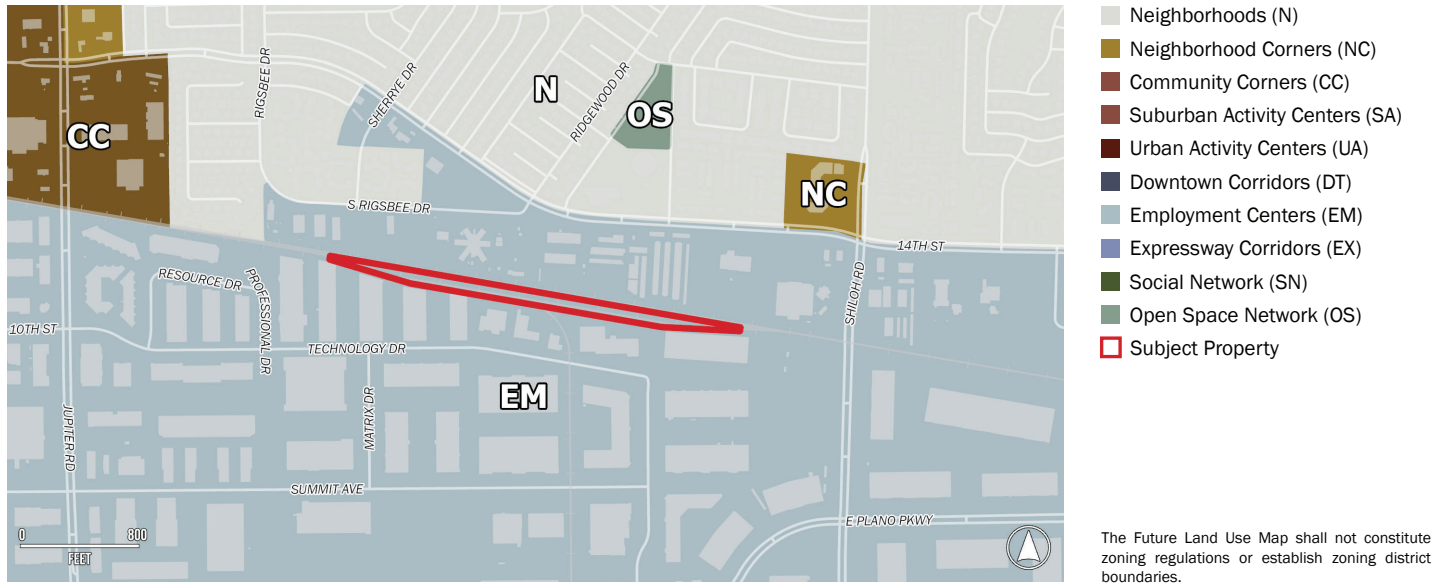 RIGSBEE DR
SHERRYE DR
N
RIDGEWOOD DR
OS
CC
NC
S RIGSBEE DR
14TH ST
RESOURCE DR
PROFESSIONAL DR
SHILOH RD
10TH ST
TECHNOLOGY DR
EM
MATRIX DR
JUPITER RD
SUMMIT AVE
E PLANO PKWY
0 800
FEET
Neighborhoods (N)
Neighborhood Corners (NC)
Community Corners (CC)
Suburban Activity Centers (SA)
Urban Activity Centers (UA)
Downtown Corridors (DT)
Employment Centers (EM)
Expressway Corridors (EX)
Social Network (SN)
Open Space Network (OS)
Subject Property
The Future Land Use Map shall not constitute
zoning regulations or establish zoning district
boundaries.